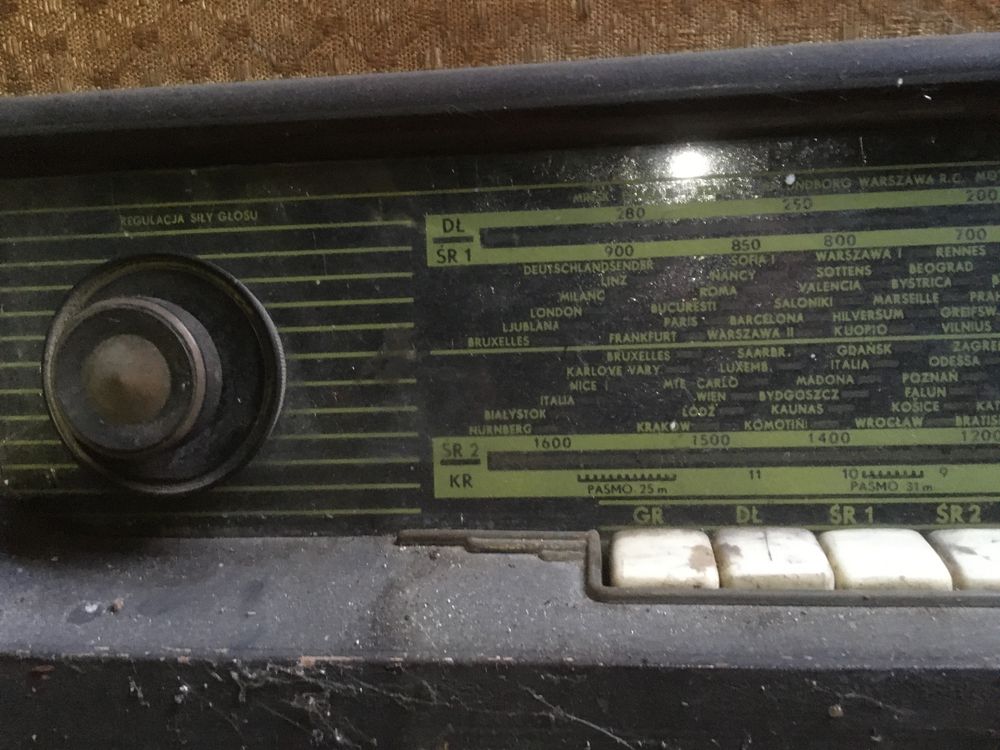 REGULACJA SIŁY GŁOSU
WARSZAWA R.C.
DŁ 280 250 200
ŚR 1 900 850 800 700
DEUTSCHLANDSENDER SOFIA I WARSZAWA I RENNES
LINZ NANCY SOTTENS BEOGRAD
MILANO ROMA VALENCIA BYSTRICA
LONDON BUCURESTI SALONIKI MARSEILLE
LJUBLANA PARIS BARCELONA HILVERSUM
BRUXELLES FRANKFURT WARSZAWA II KUOPIO VILNIUS
BRUXELLES SAARBR. GDAŃSK
KARLOVE VARY LUXEMB. ITALIA ODESSA
NICE I MTE CARLO MADONA POZNAŃ
ITALIA WIEN BYDGOSZCZ FALUN
BIAŁYSTOK ŁÓDŹ KAUNAS KOŠICE
NURNBERG KRAKÓW KOMOTINI WROCŁAW
ŚR 2 1600 1500 1400 1200
KR 11 10 9
PASMO 25 m PASMO 31 m
GR DŁ ŚR 1 ŚR 2